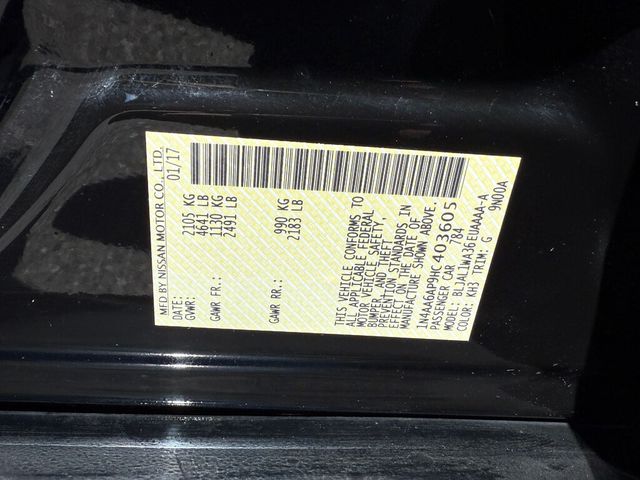 MFD BY NISSAN MOTOR CO., LTD.
DATE: 01/17
GVWR: 2105 KG
4641 LB
GAWR FR.: 1130 KG
2491 LB
GAWR RR.: 990 KG
2183 LB
THIS VEHICLE CONFORMS TO
ALL APPLICABLE FEDERAL
MOTOR VEHICLE SAFETY,
BUMPER, AND THEFT
PREVENTION STANDARDS IN
EFFECT ON THE DATE OF
MANUFACTURE SHOWN ABOVE.
1N4AA6AP9HC403605
PASSENGER CAR 784
MODEL: BLJAL1WA36EUAAAA-A
COLOR: KH3 TRIM: G 9N00A